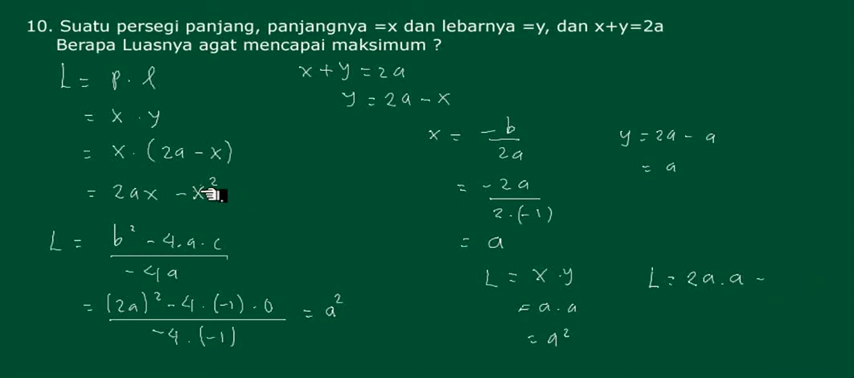 10. Suatu persegi panjang, panjangnya =x dan lebarnya =y, dan x+y=2a
Berapa Luasnya agat mencapai maksimum ?
L = p . l
= x . y
= x . (2a - x)
= 2ax - x²
L = (b² - 4.a.c) / (-4a)
= ((2a)² - 4.(-1).0) / (-4.(-1)) = a²
x + y = 2a
y = 2a - x
x = -b / 2a
= -2a / 2.(-1)
= a
L = x . y
= a . a
= a²
y = 2a - a
= a
L = 2a.a -